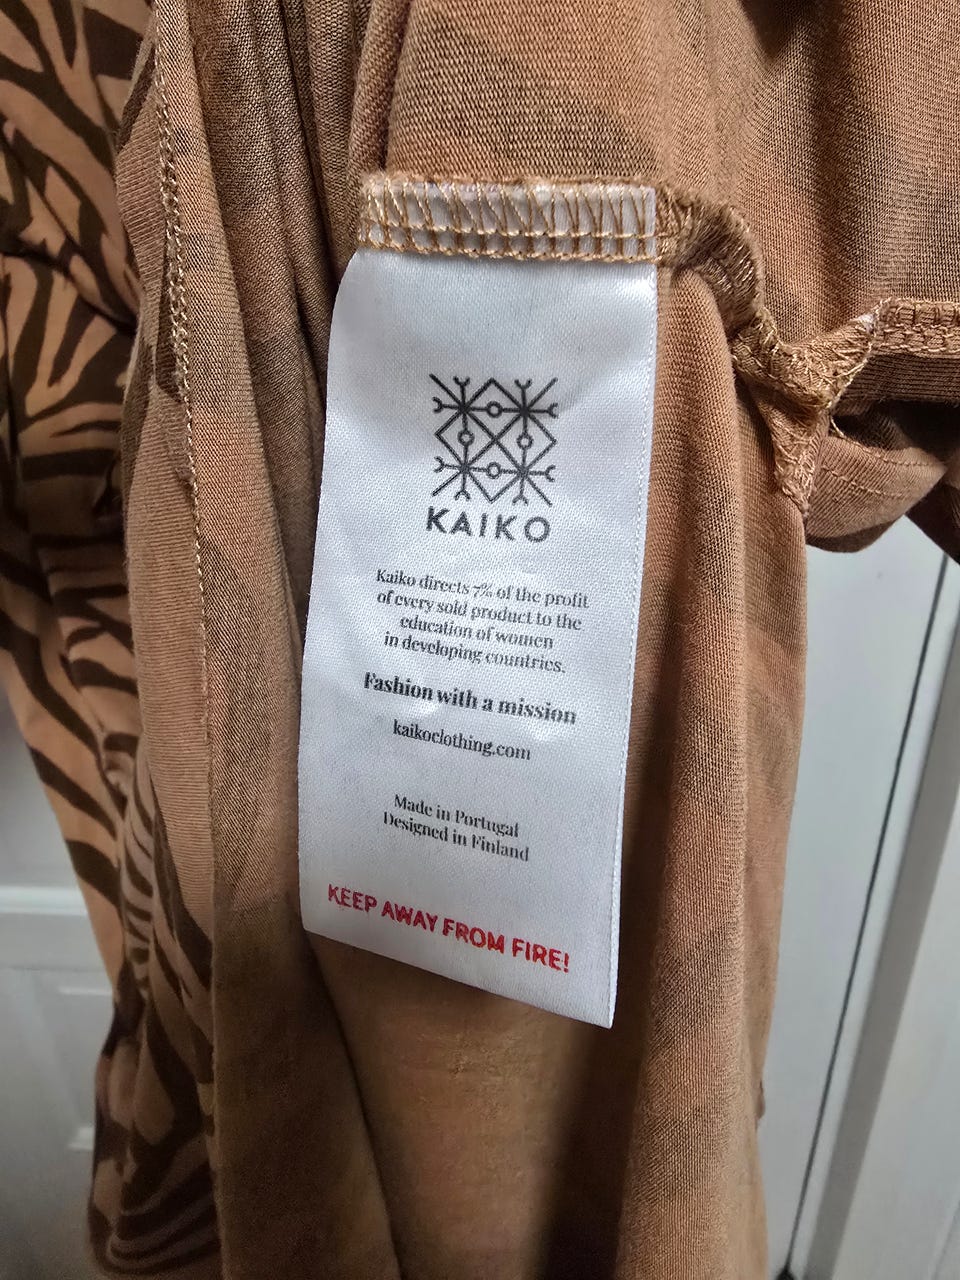 KAIKO
Kaiko directs 7% of the profit
of every sold product to the
education of women
in developing countries.
Fashion with a mission
kaikoclothing.com
Made in Portugal
Designed in Finland
KEEP AWAY FROM FIRE!